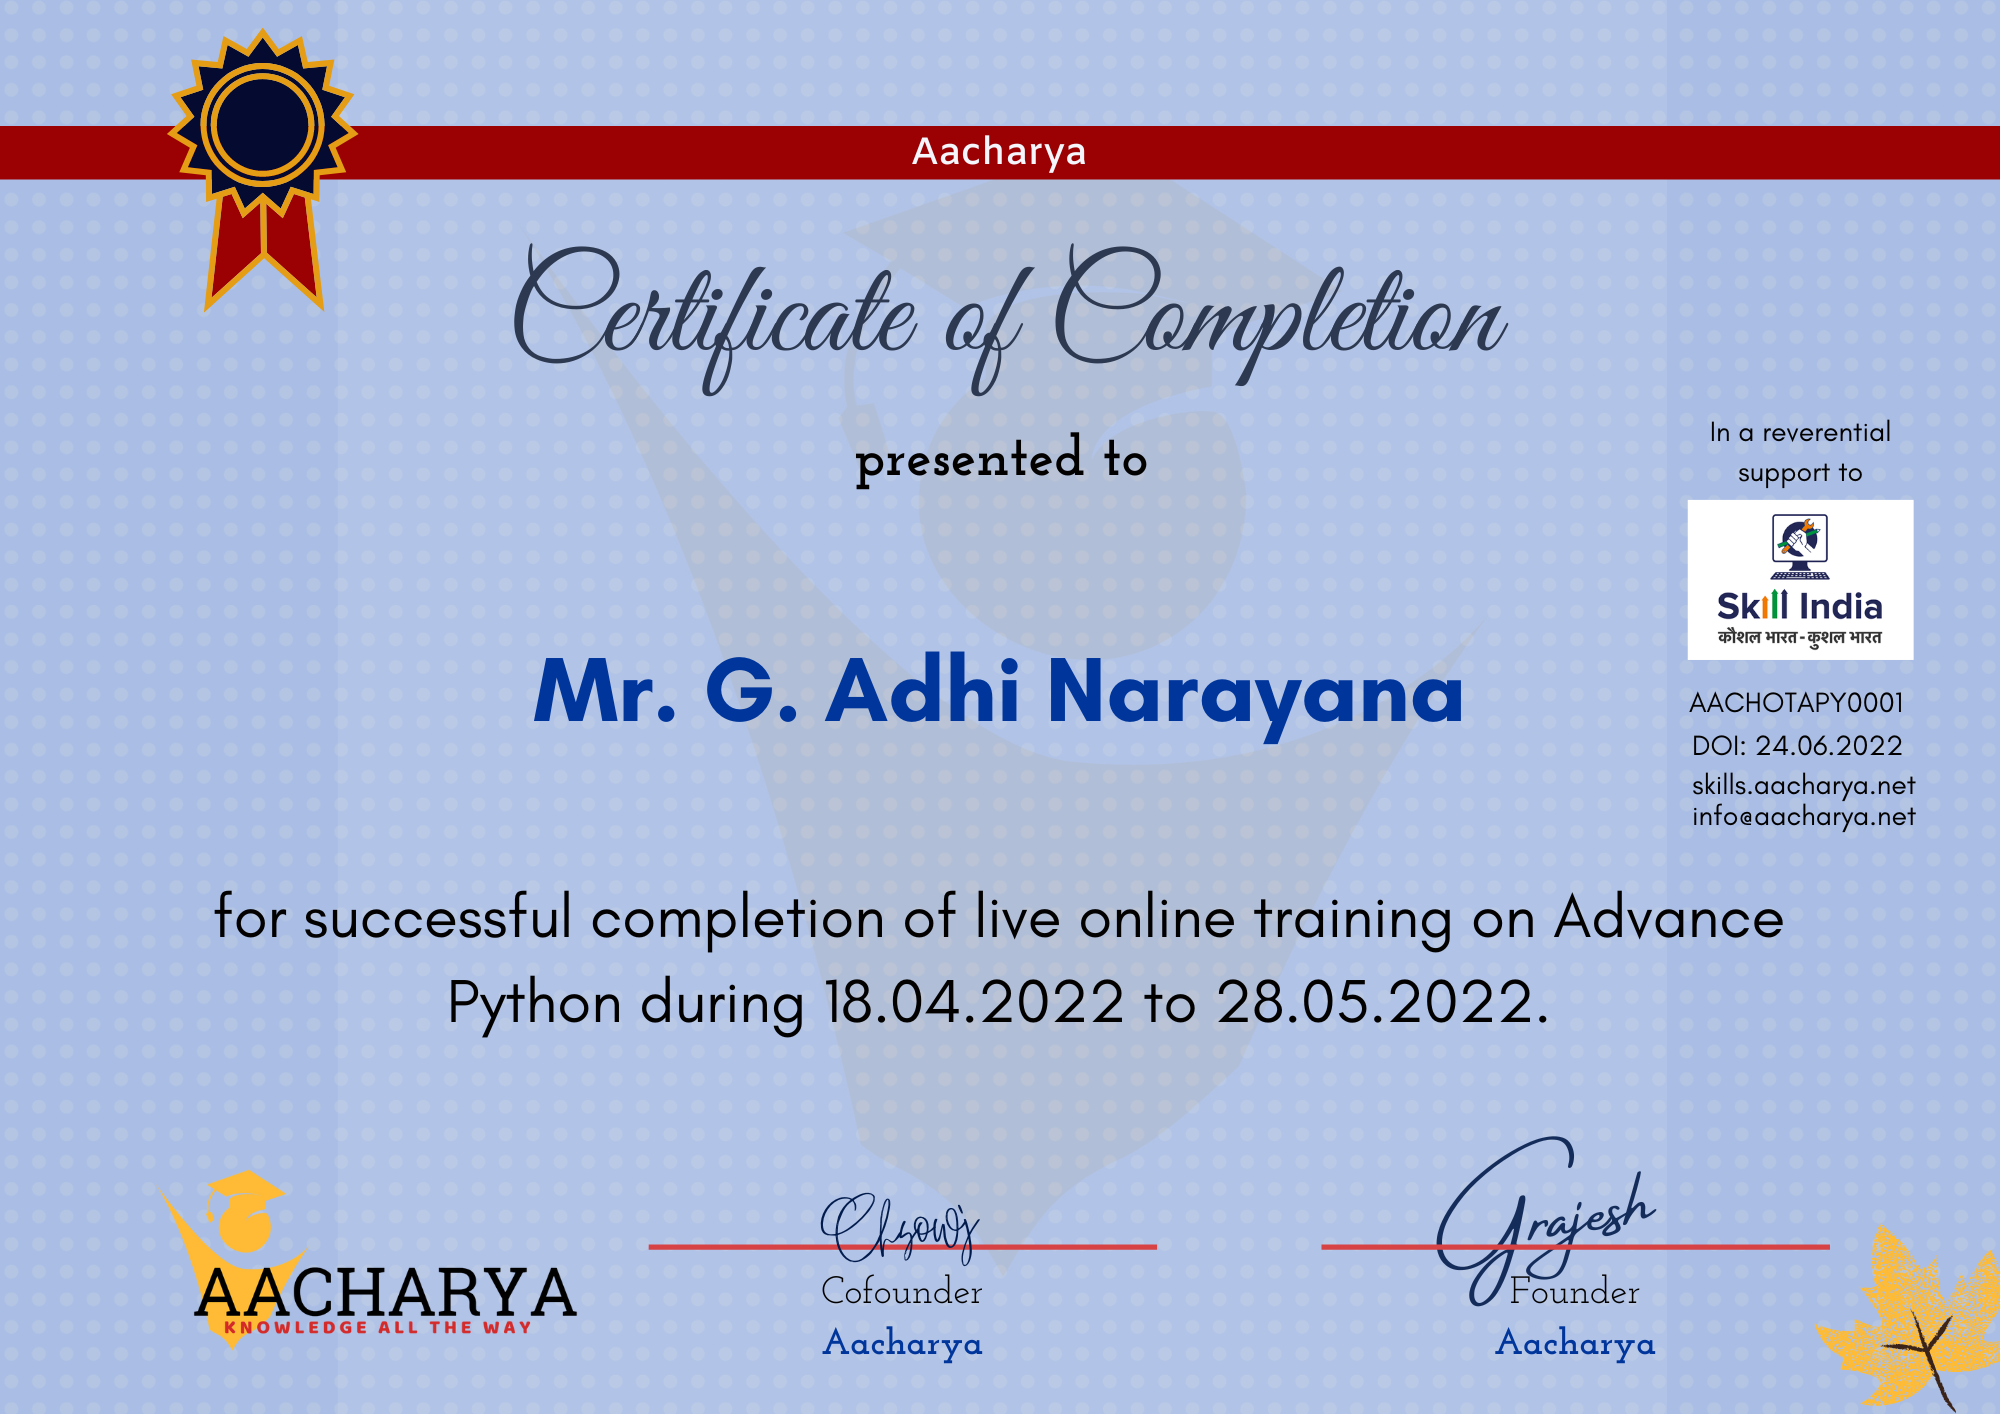 Aacharya
Certificate of Completion
presented to
In a reverential
support to
Skill India
कौशल भारत - कुशल भारत
Mr. G. Adhi Narayana
AACHOTAPY0001
DOI: 24.06.2022
skills.aacharya.net
info@aacharya.net
for successful completion of live online training on Advance
Python during 18.04.2022 to 28.05.2022.
Grajesh
Cofounder
Founder
Aacharya
Aacharya
AACHARYA
KNOWLEDGE ALL THE WAY